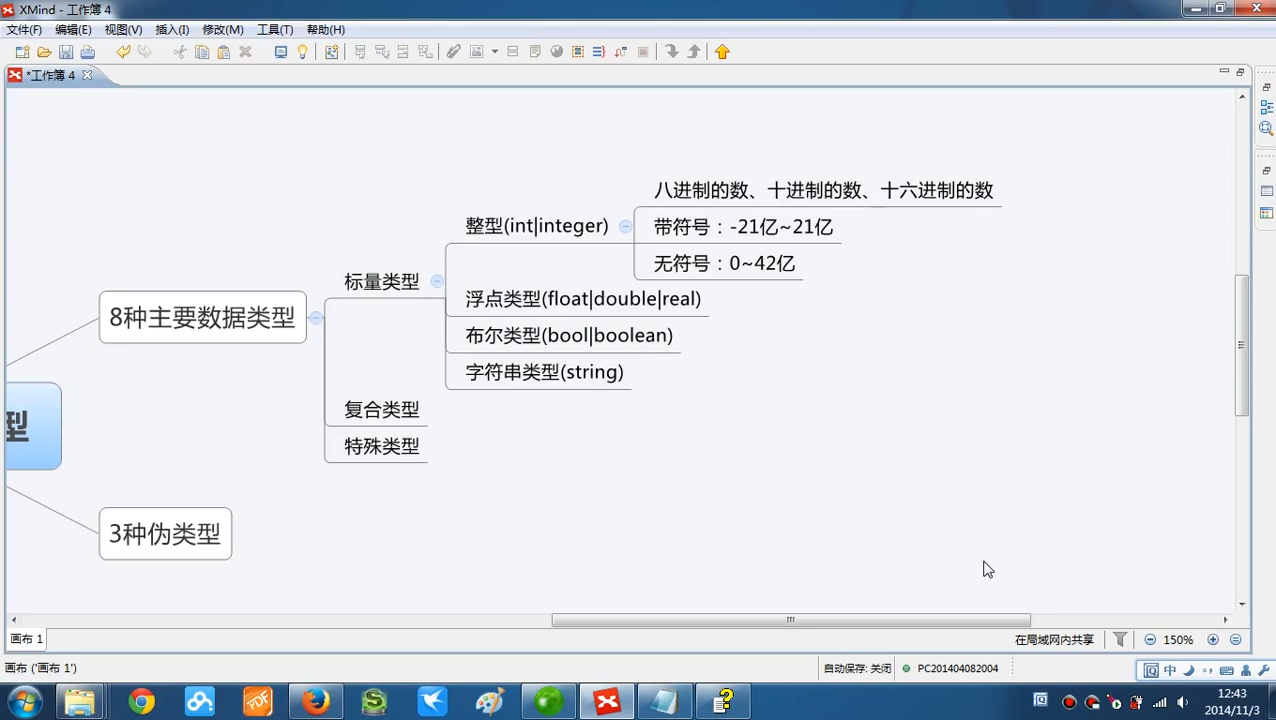 XMind - 工作簿 4
文件(F) 编辑(E) 视图(V) 插入(I) 修改(M) 工具(T) 帮助(H)
*工作簿 4
八进制的数、十进制的数、十六进制的数
整型(int|integer)
带符号：-21亿~21亿
无符号：0~42亿
标量类型
浮点类型(float|double|real)
8种主要数据类型
布尔类型(bool|boolean)
字符串类型(string)
复合类型
型
特殊类型
3种伪类型
画布 1
在局域网内共享
150%
画布 ('画布 1')
自动保存: 关闭
PC201404082004
中
PDF
12:43
2014/11/3